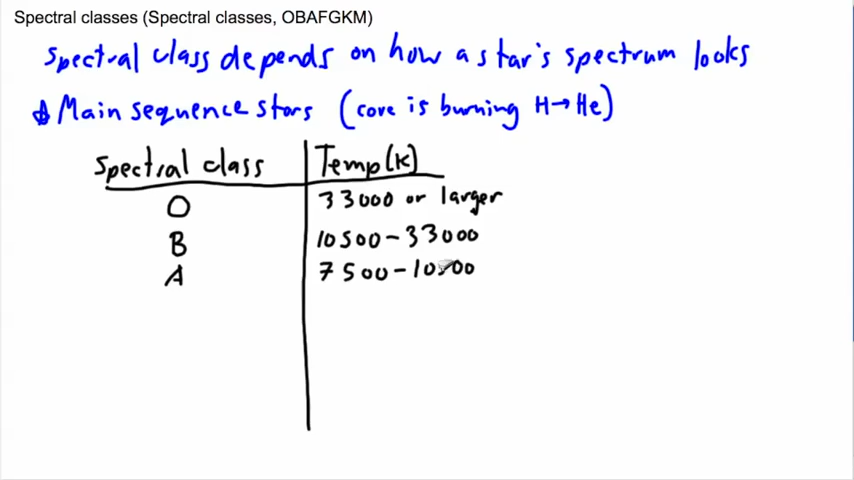 Spectral classes (Spectral classes, OBAFGKM)
Spectral class depends on how a star's spectrum looks
Main sequence stars (core is burning H→He)
Spectral class Temp(K)
O 33000 or larger
B 10500-33000
A 7500-10500